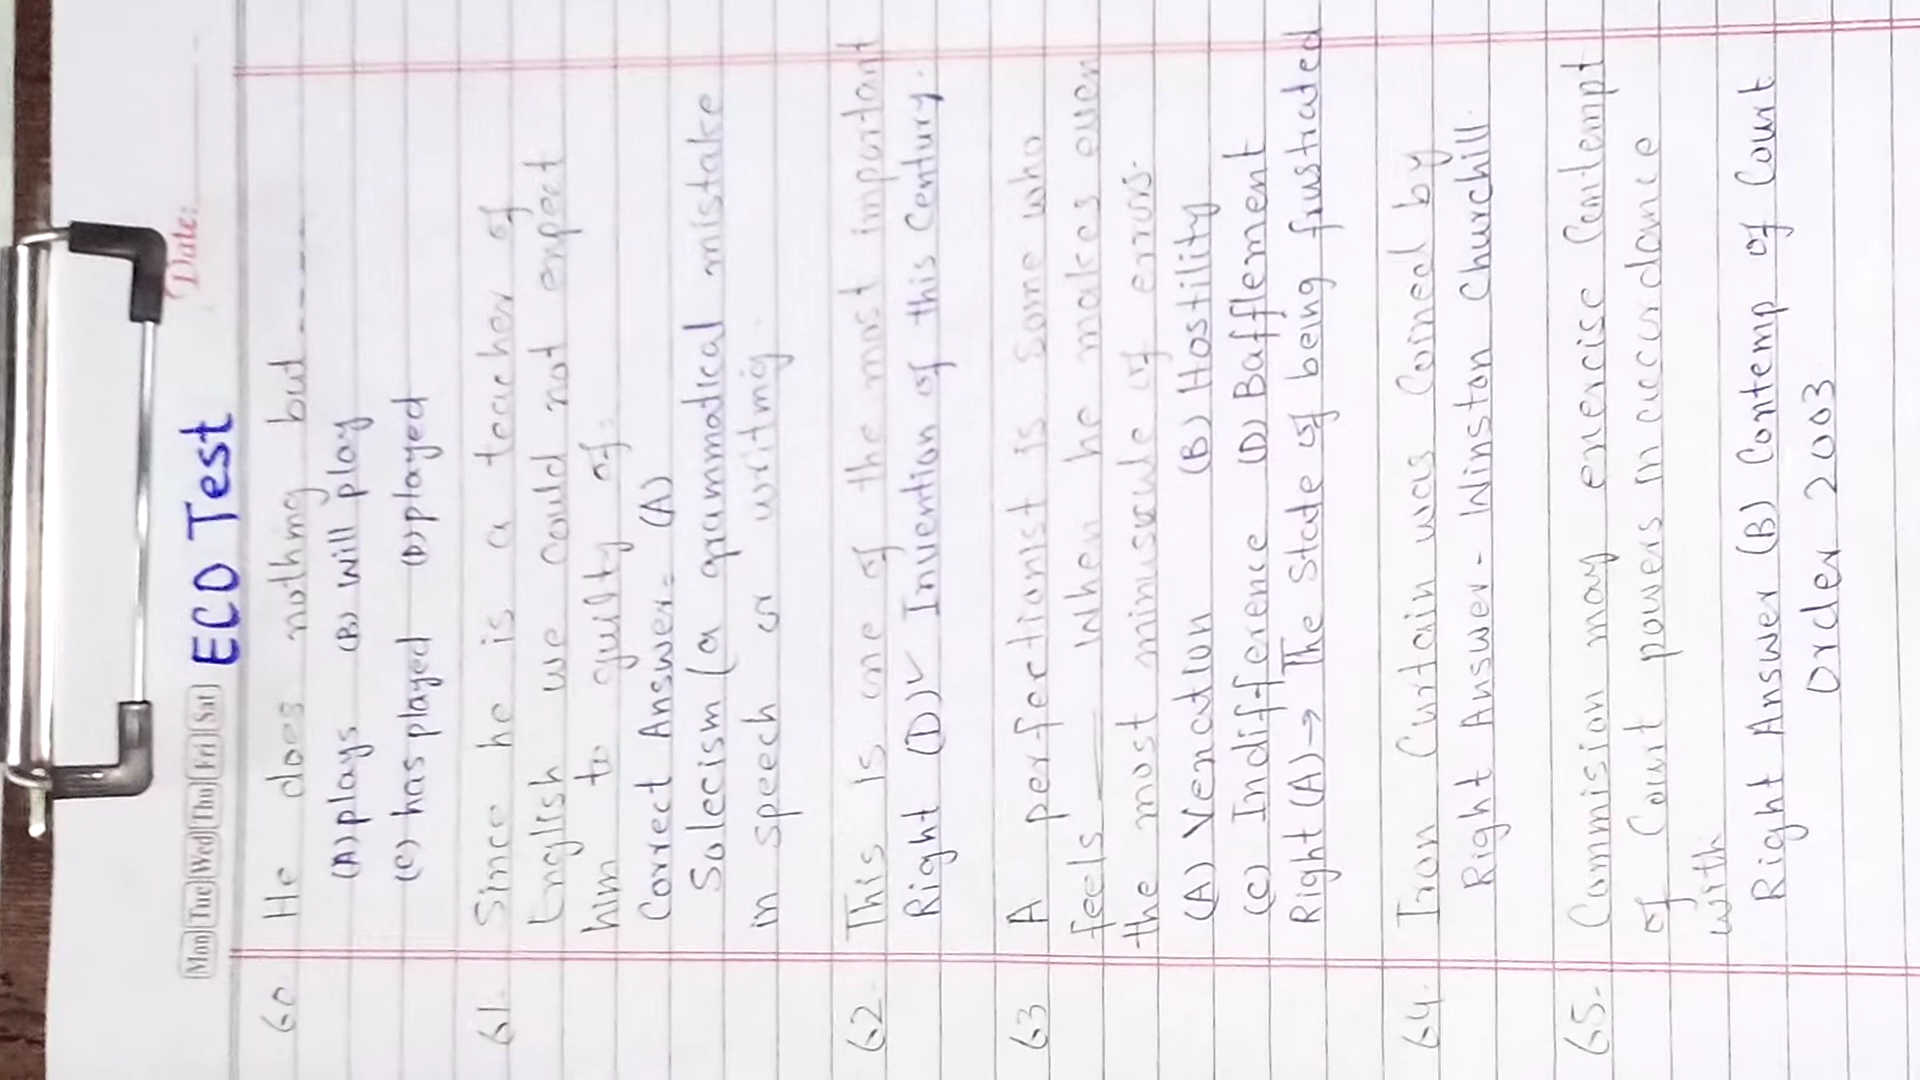 Date:
Mon Tue Wed Thu Fri Sat
ECO Test
60 He does nothing but ----
(A) plays (B) will play
(C) has played (D) played
61. Since he is a teacher of
English we could not expect
him to guilty of:
Correct Answer= (A)
Solecism (a grammatical mistake
in speech or writing.
62. This is one of the most important
Right (D)✓ Invention of this Century.
63 A perfectionist is some who
feels ___ When he makes even
the most minuscule of errors.
(A) Vexation (B) Hostility
(C) Indifference (D) Bafflement
Right (A) → The State of being frustrated
64. Iron Curtain was Coined by
Right Answer - Winston Churchill.
65. Commision may exercise Contempt
of Court powers in accordance
with
Right Answer (B) Contemp of Court
Order 2003